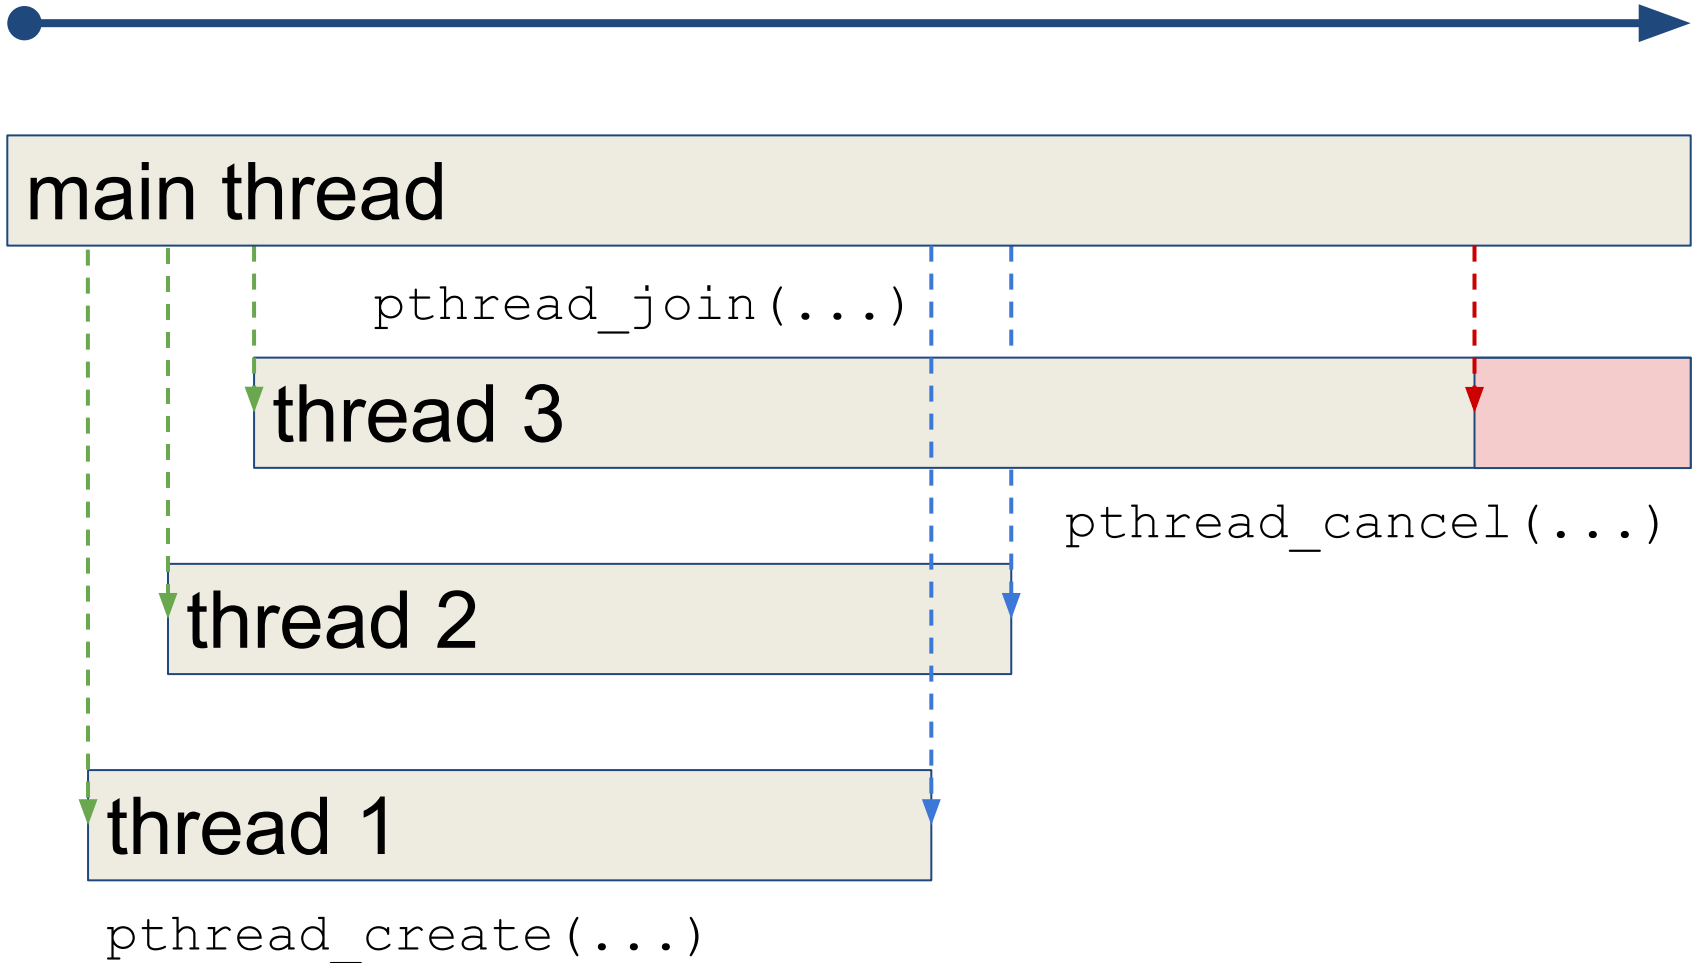 main thread
pthread_join(...)
thread 3
pthread_cancel(...)
thread 2
thread 1
pthread_create(...)